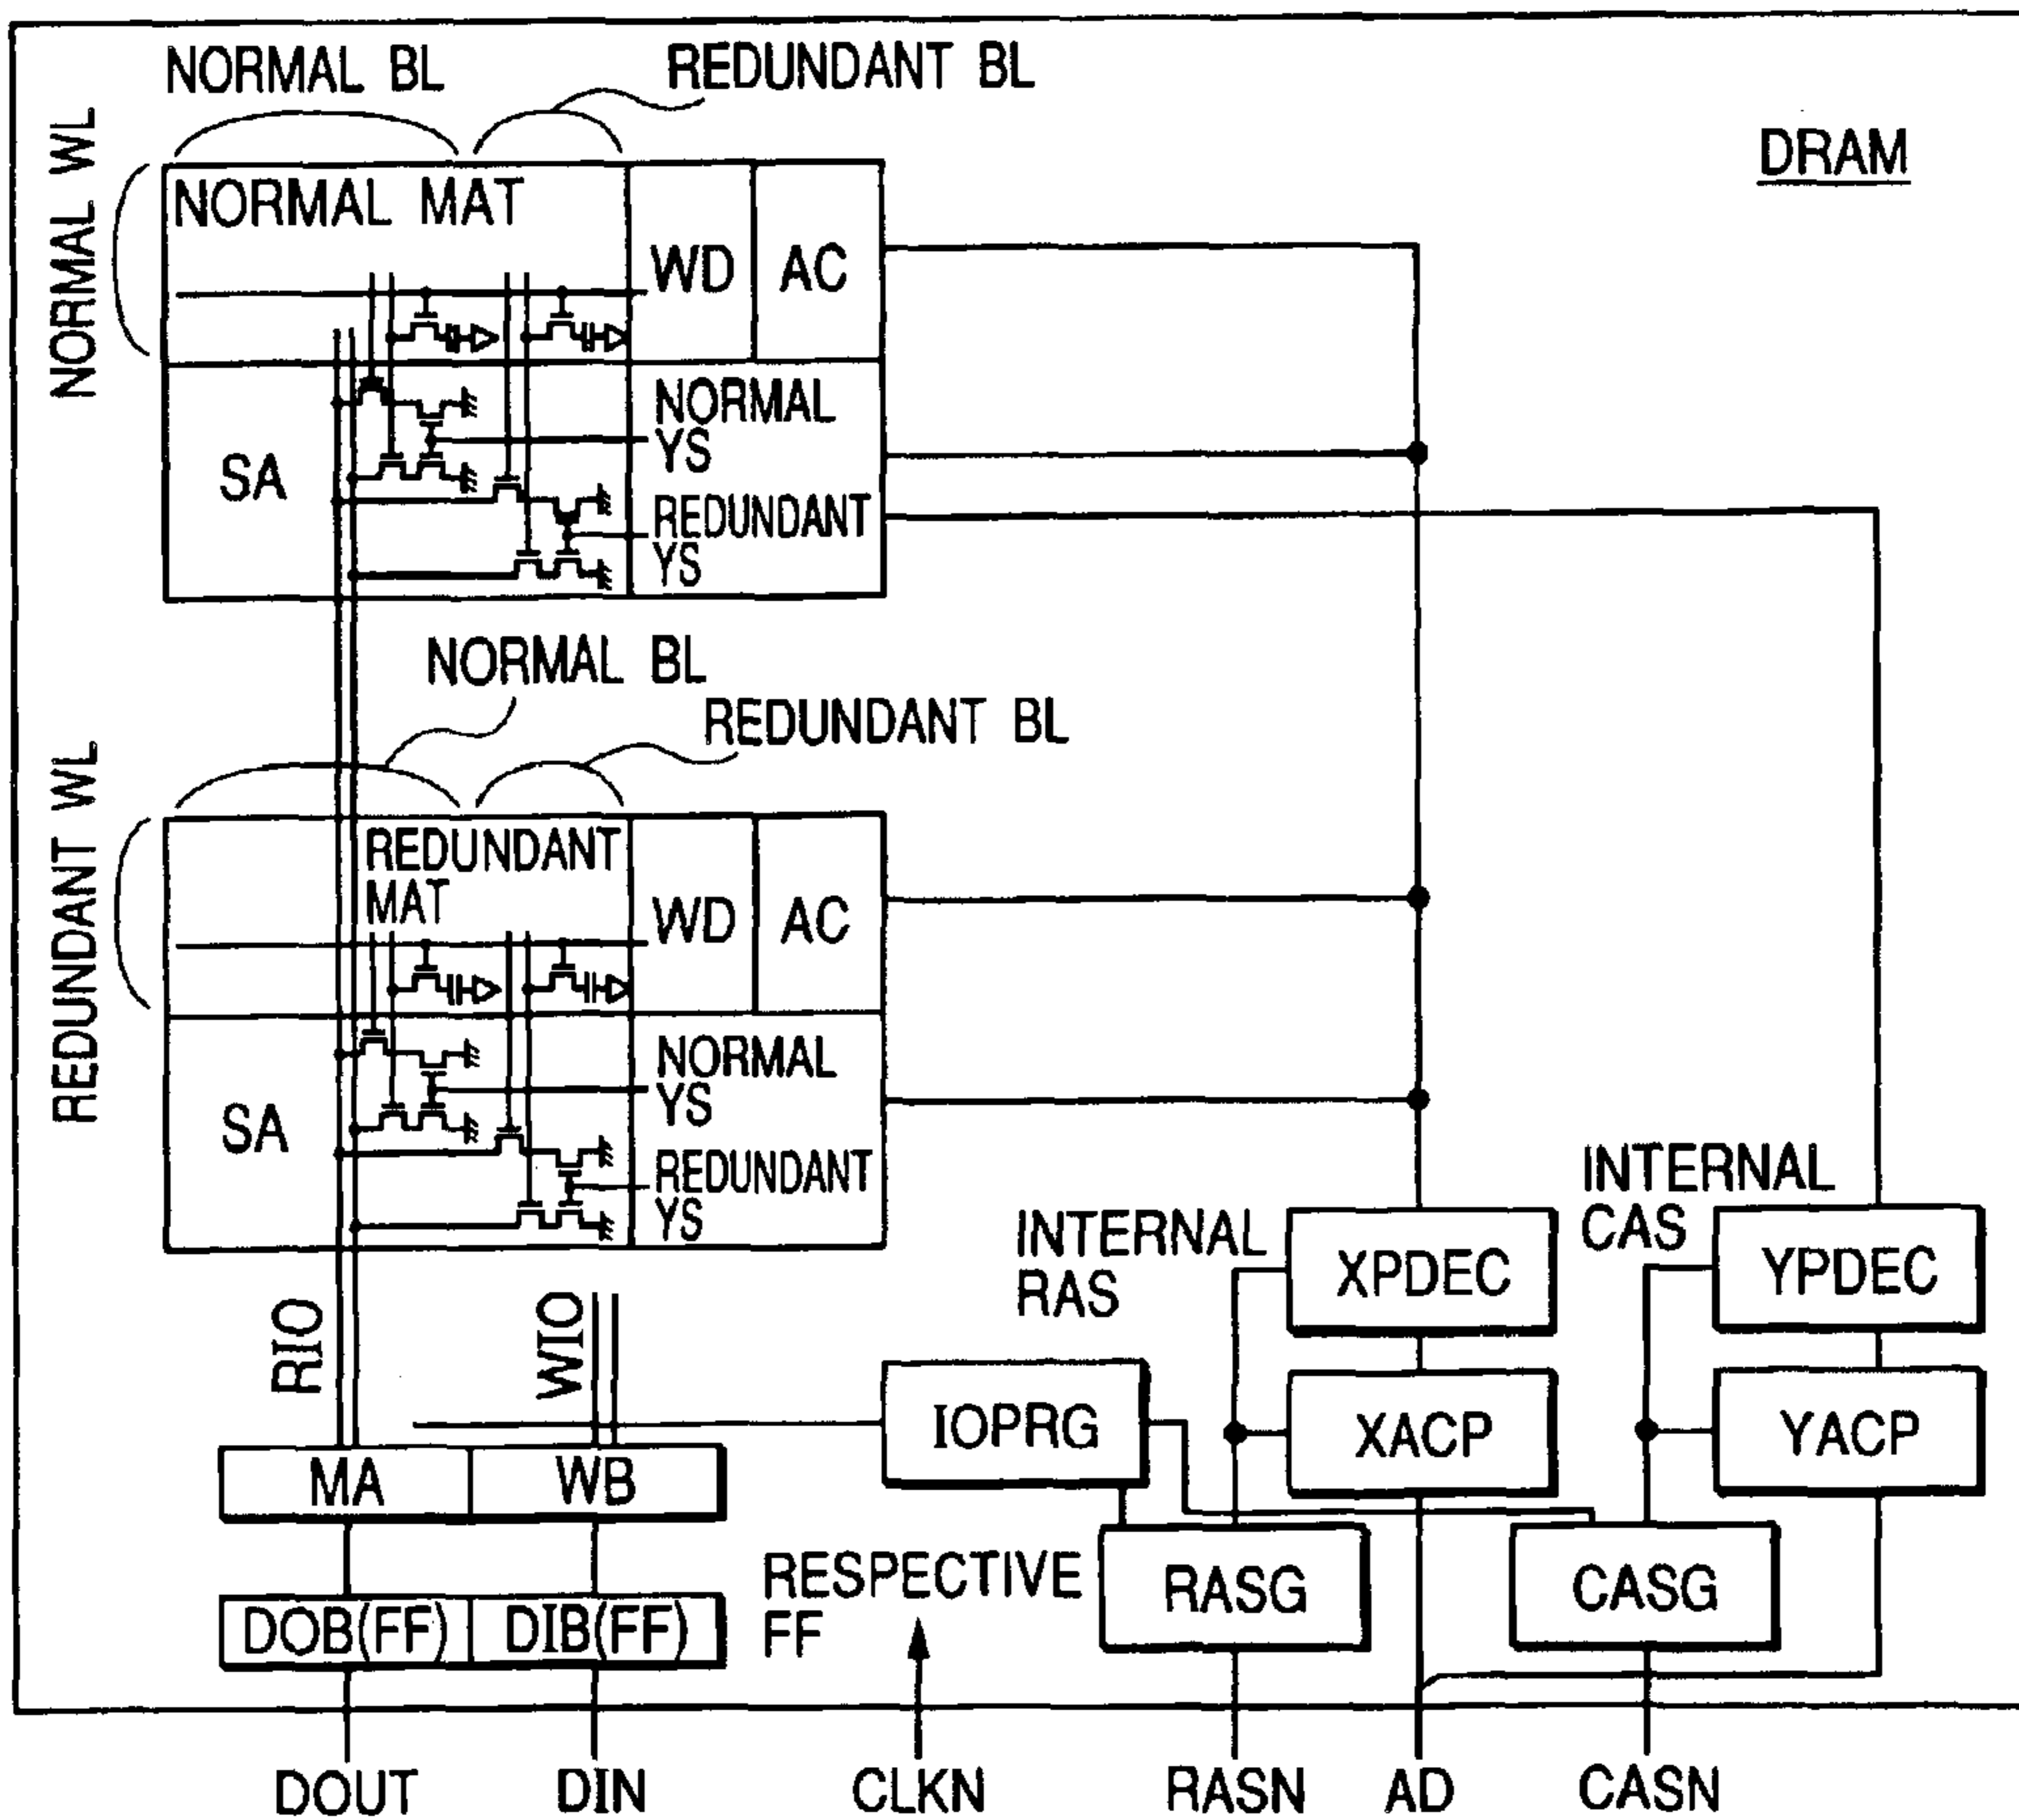 NORMAL BL
REDUNDANT BL
DRAM
NORMAL WL
NORMAL MAT
WD
AC
SA
NORMAL
YS
REDUNDANT
YS
NORMAL BL
REDUNDANT BL
REDUNDANT WL
REDUNDANT
MAT
WD
AC
SA
NORMAL
YS
REDUNDANT
YS
INTERNAL
RAS
XPDEC
INTERNAL
CAS
YPDEC
RIO
WIO
IOPRG
XACP
YACP
MA
WB
RESPECTIVE
FF
RASG
CASG
DOB(FF)
DIB(FF)
DOUT
DIN
CLKN
RASN
AD
CASN